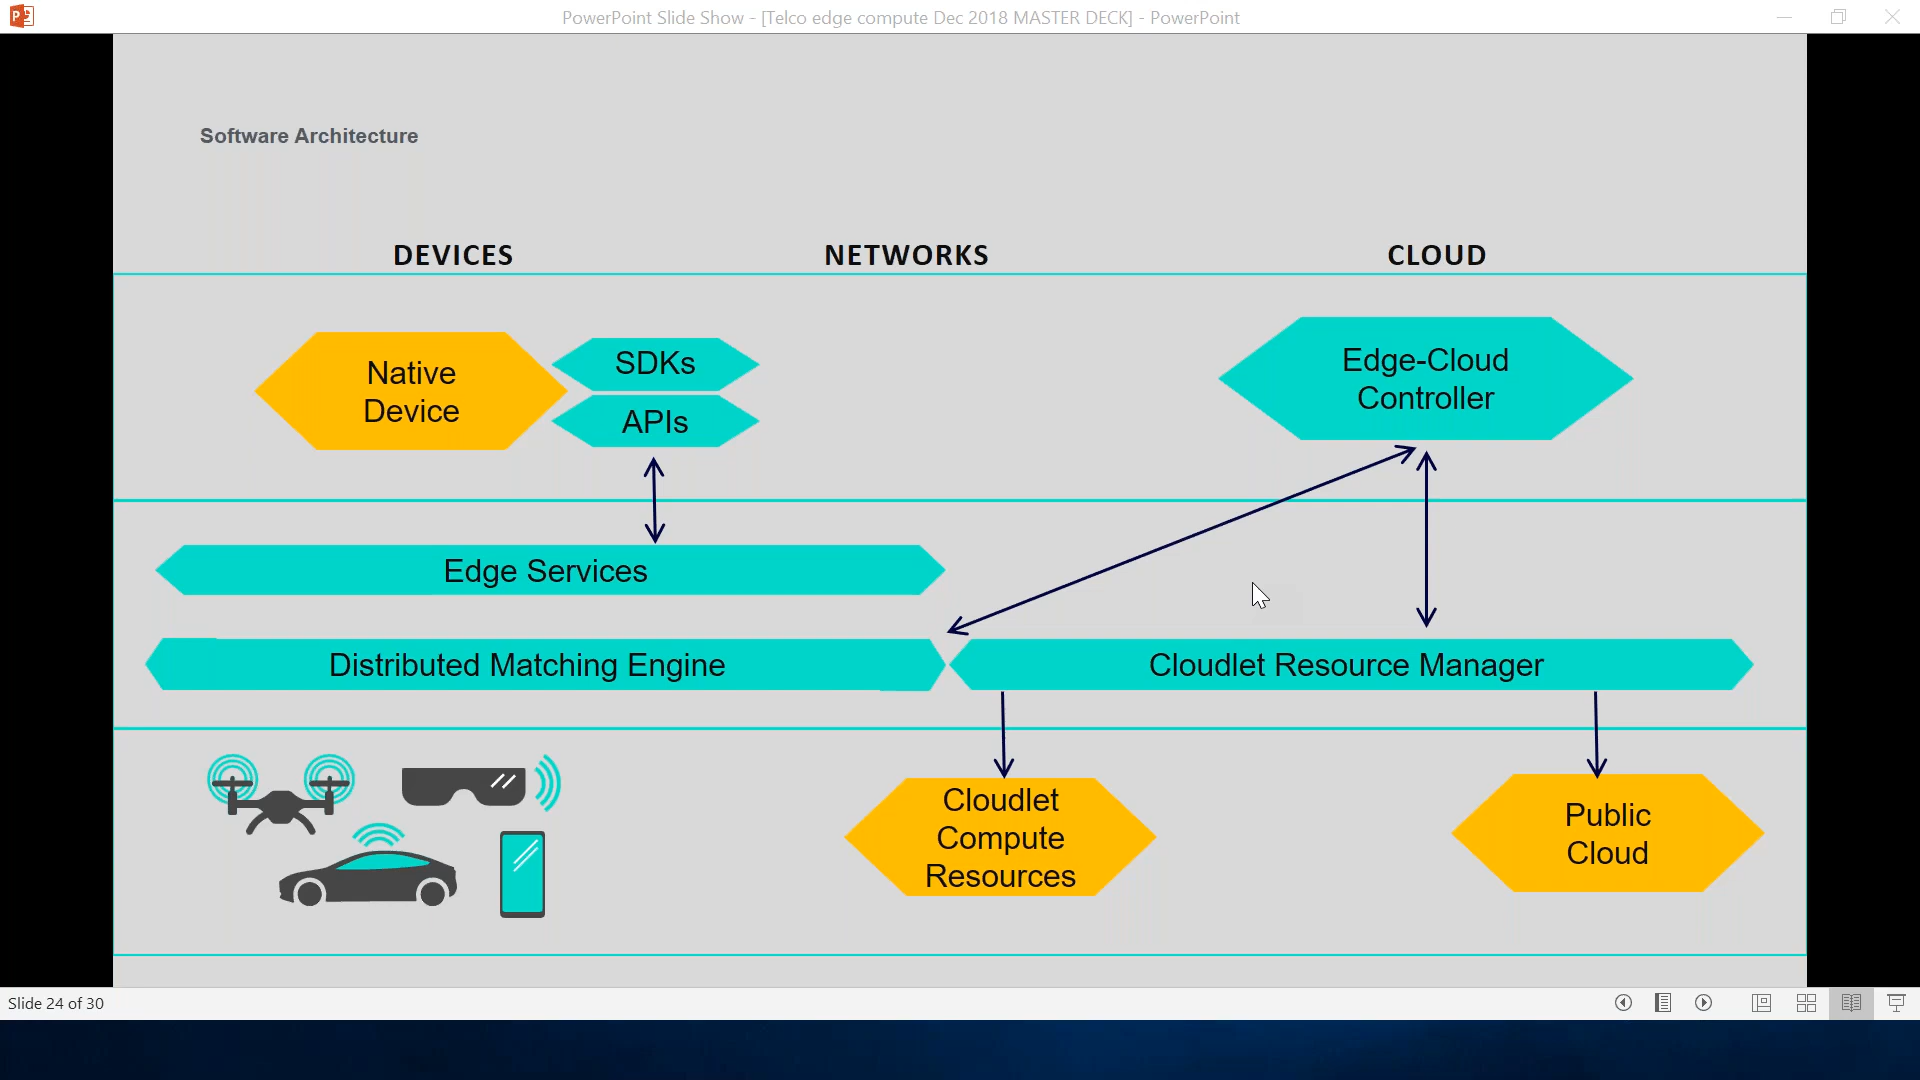 PowerPoint Slide Show - [Telco edge compute Dec 2018 MASTER DECK] - PowerPoint
Software Architecture
DEVICES
NETWORKS
CLOUD
Native
Device
SDKs
APIs
Edge-Cloud
Controller
Edge Services
Distributed Matching Engine
Cloudlet Resource Manager
Cloudlet
Compute
Resources
Public
Cloud
Slide 24 of 30